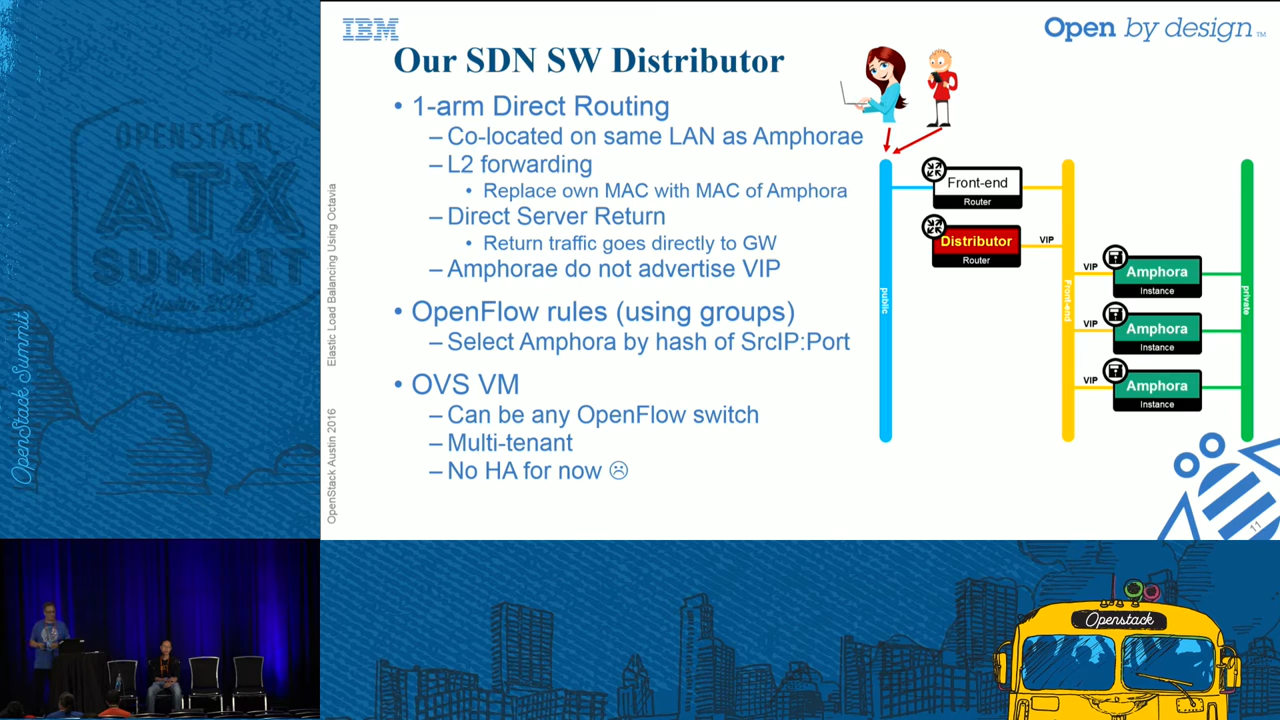 IBM
Open by design™
Our SDN SW Distributor
• 1-arm Direct Routing
– Co-located on same LAN as Amphorae
– L2 forwarding
• Replace own MAC with MAC of Amphora
– Direct Server Return
• Return traffic goes directly to GW
– Amphorae do not advertise VIP
• OpenFlow rules (using groups)
– Select Amphora by hash of SrcIP:Port
• OVS VM
– Can be any OpenFlow switch
– Multi-tenant
– No HA for now ☹
public
Front-end
Router
Distributor
Router
VIP
Front-end
VIP
Amphora
Instance
VIP
Amphora
Instance
VIP
Amphora
Instance
private
11
Elastic Load Balancing Using Octavia
OpenStack Austin 2016
OPENSTACK
ATX
SUMMIT
OpenStack Summit
Openstack